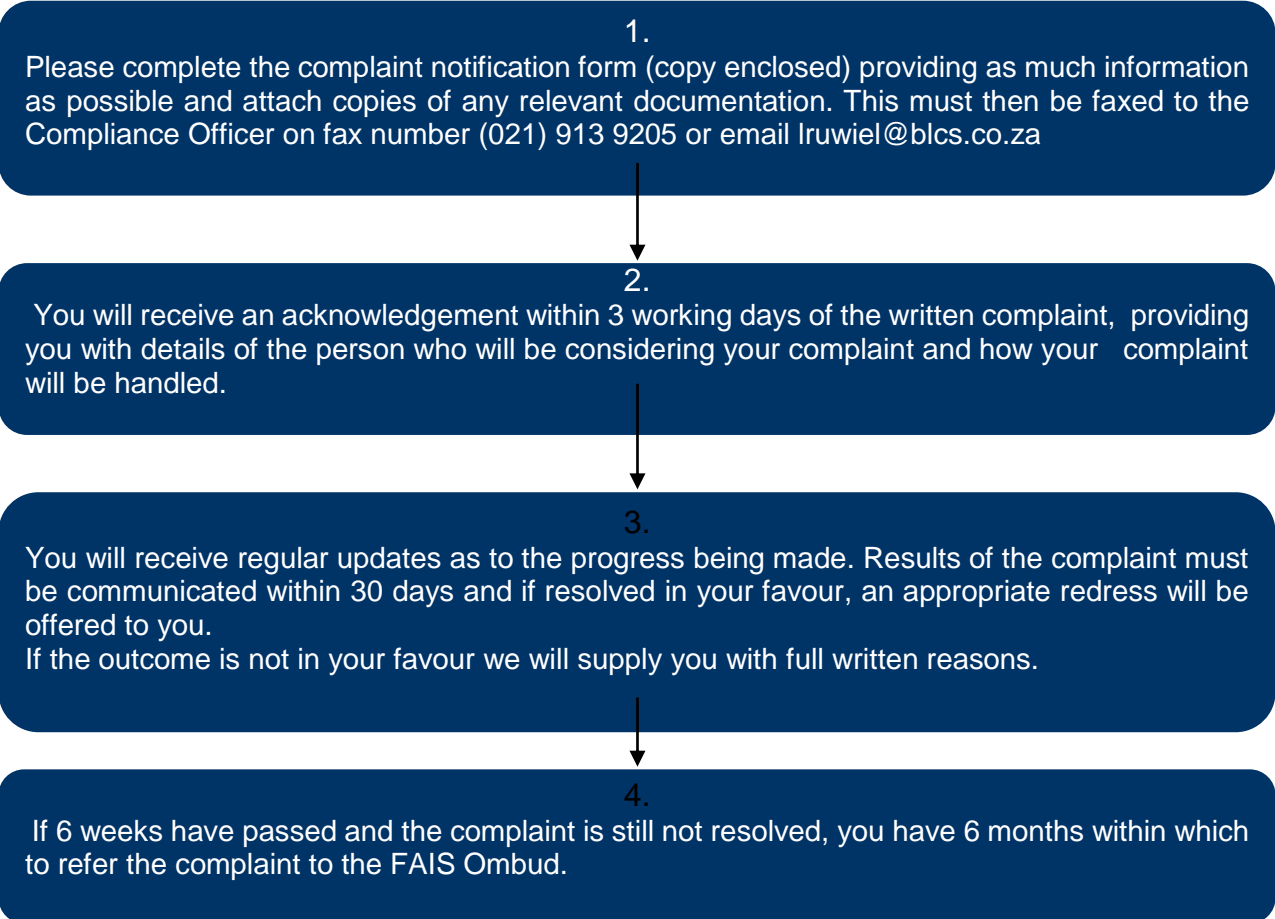 1.
Please complete the complaint notification form (copy enclosed) providing as much information
as possible and attach copies of any relevant documentation. This must then be faxed to the
Compliance Officer on fax number (021) 913 9205 or email lruwiel@blcs.co.za
2.
You will receive an acknowledgement within 3 working days of the written complaint, providing
you with details of the person who will be considering your complaint and how your complaint
will be handled.
3.
You will receive regular updates as to the progress being made. Results of the complaint must
be communicated within 30 days and if resolved in your favour, an appropriate redress will be
offered to you.
If the outcome is not in your favour we will supply you with full written reasons.
4.
If 6 weeks have passed and the complaint is still not resolved, you have 6 months within which
to refer the complaint to the FAIS Ombud.